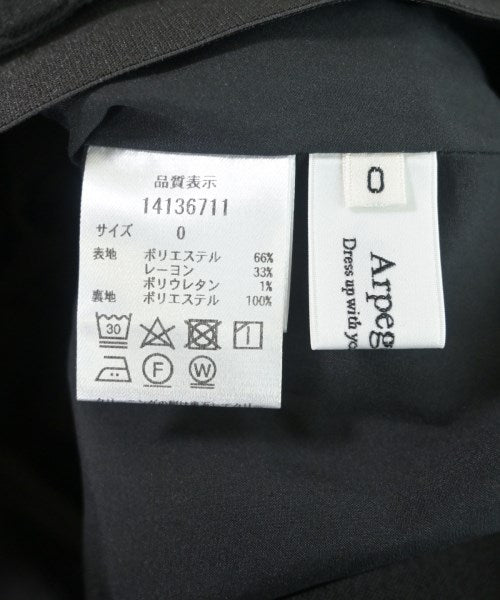 品質表示
14136711
サイズ 0
表地 ポリエステル 66%
レーヨン 33%
ポリウレタン 1%
裏地 ポリエステル 100%
30
F
W
0
Arpeg
Dress up with yo